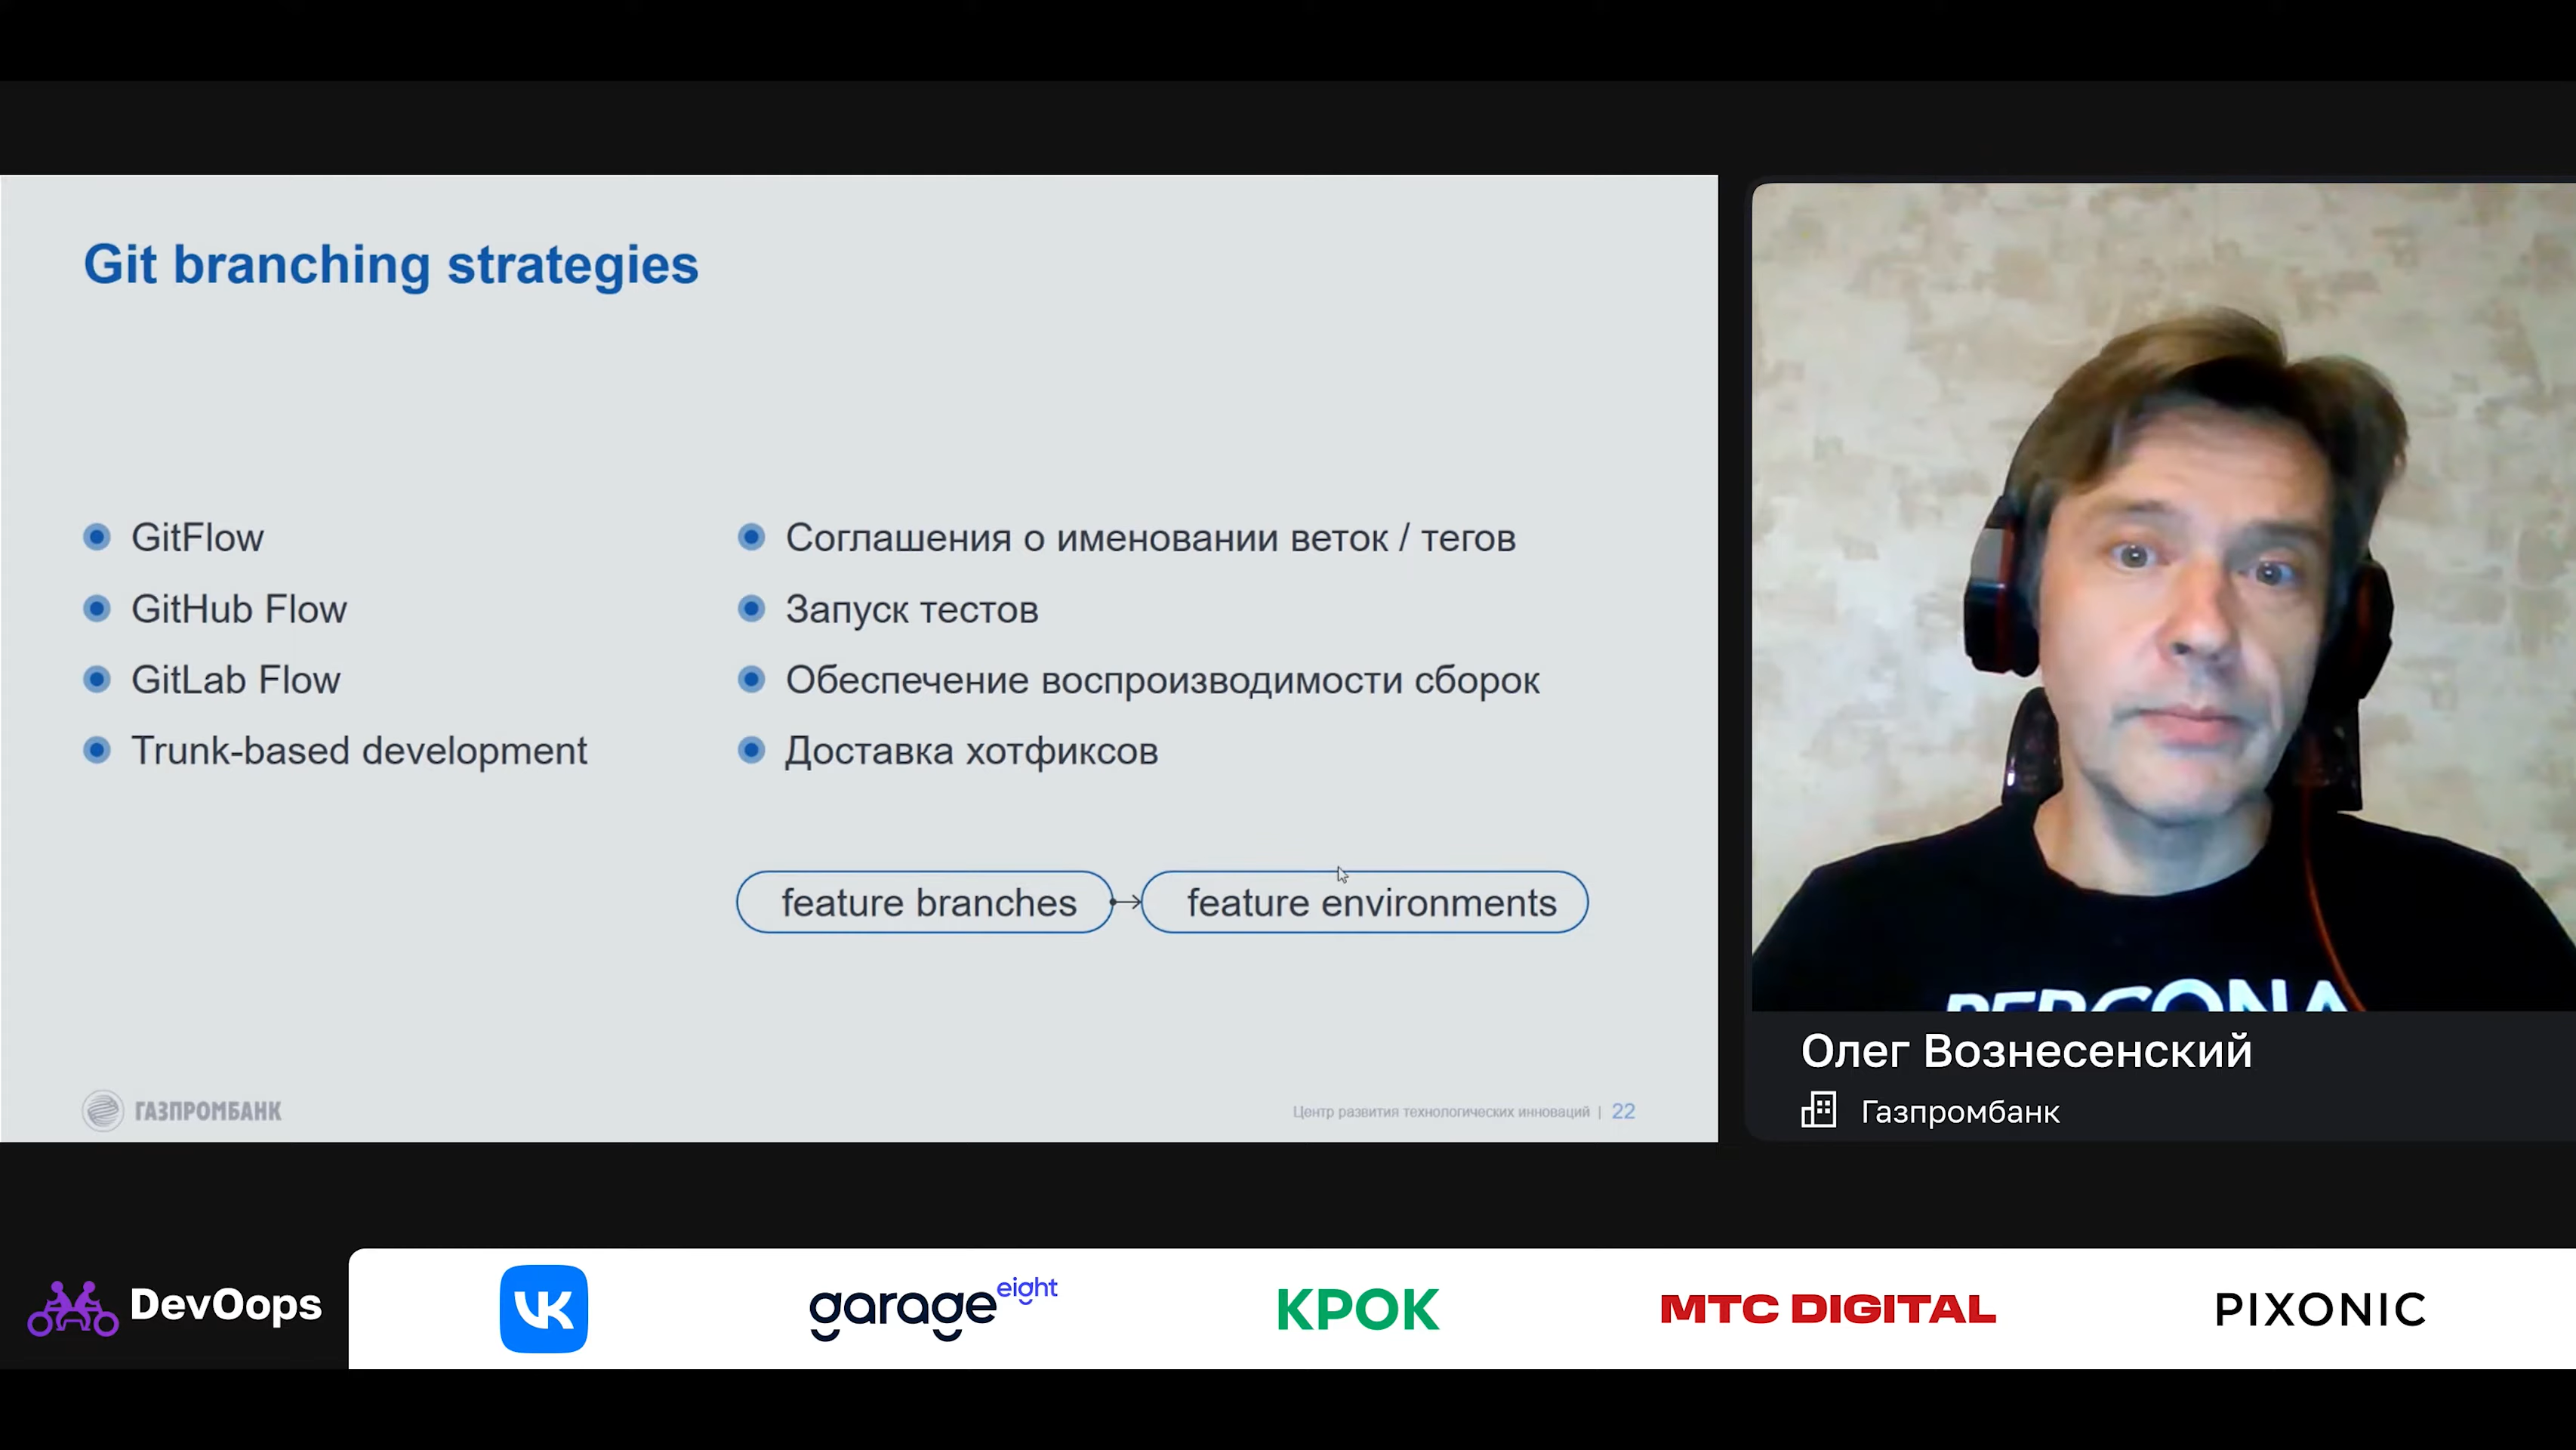 Git branching strategies
GitFlow
GitHub Flow
GitLab Flow
Trunk-based development
Соглашения о именовании веток / тегов
Запуск тестов
Обеспечение воспроизводимости сборок
Доставка хотфиксов
feature branches
feature environments
ГАЗПРОМБАНК
Центр развития технологических инноваций | 22
PERCONA
Олег Вознесенский
Газпромбанк
DevOops
VK
garage eight
КРОК
МТС DIGITAL
PIXONIC